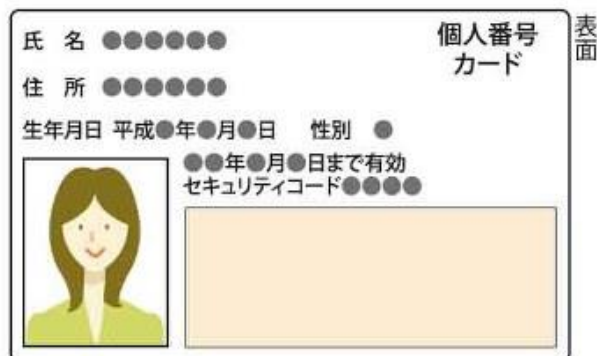 氏 名 ●●●●●●
個人番号
カード
住 所 ●●●●●●
生年月日 平成●年●月●日 性別 ●
●●年●月●日まで有効
セキュリティコード●●●●
表面